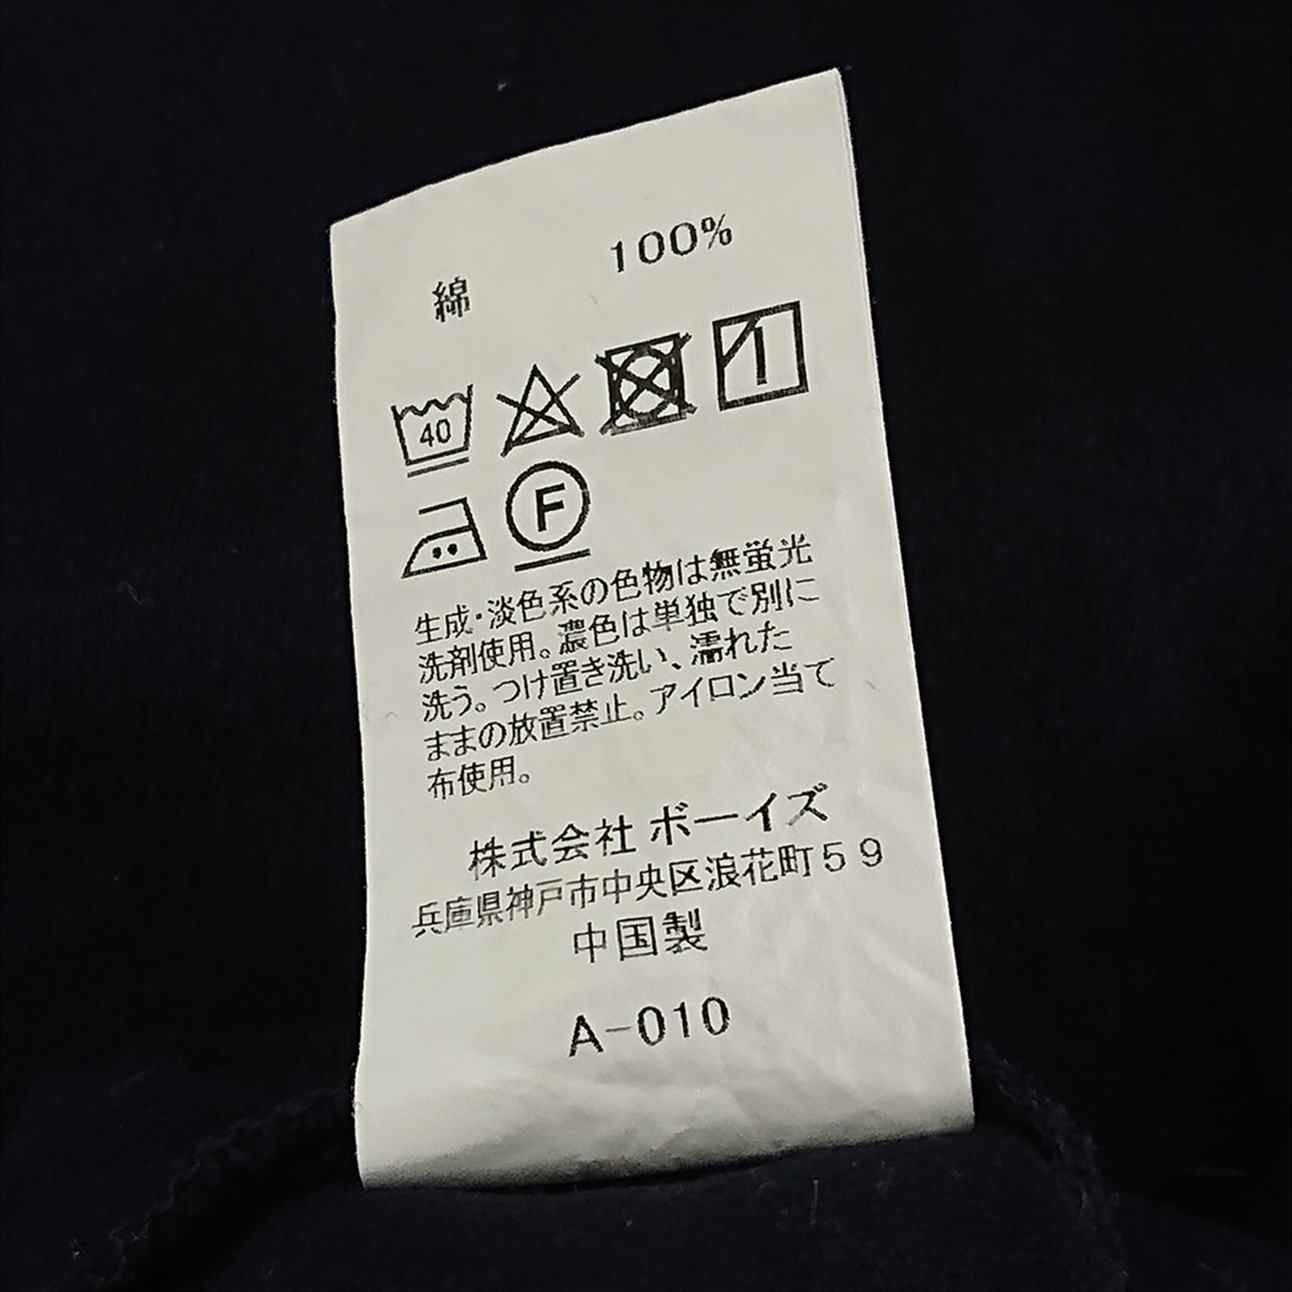 綿 100%
40
F
生成・淡色系の色物は無蛍光
洗剤使用。濃色は単独で別に
洗う。つけ置き洗い、濡れた
ままの放置禁止。アイロン当て
布使用。
株式会社 ボーイズ
兵庫県神戸市中央区浪花町59
中国製
A-010